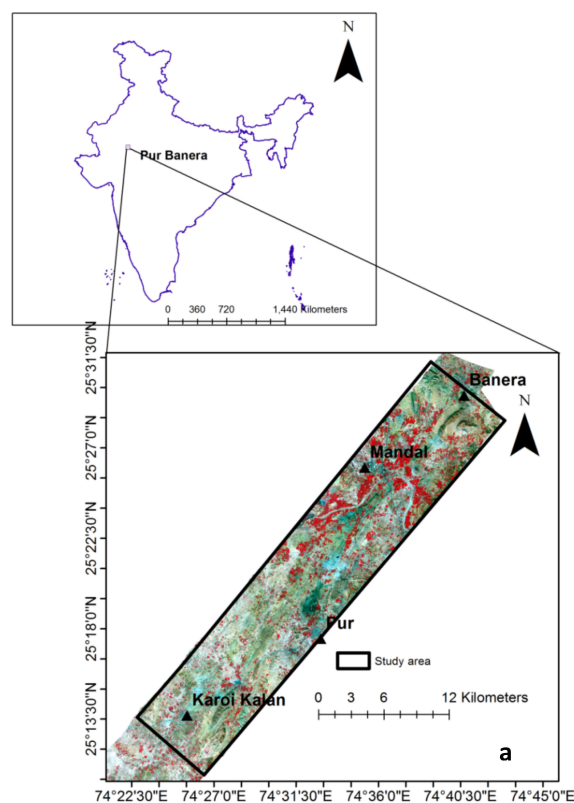 N
Pur Banera
0 360 720 1,440 Kilometers
25°31'30"N
25°27'0"N
25°22'30"N
25°18'0"N
25°13'30"N
Banera
N
Mandal
Pur
Study area
Karoi Kalan
0 3 6 12 Kilometers
a
74°22'30"E 74°27'0"E 74°31'30"E 74°36'0"E 74°40'30"E 74°45'0"E